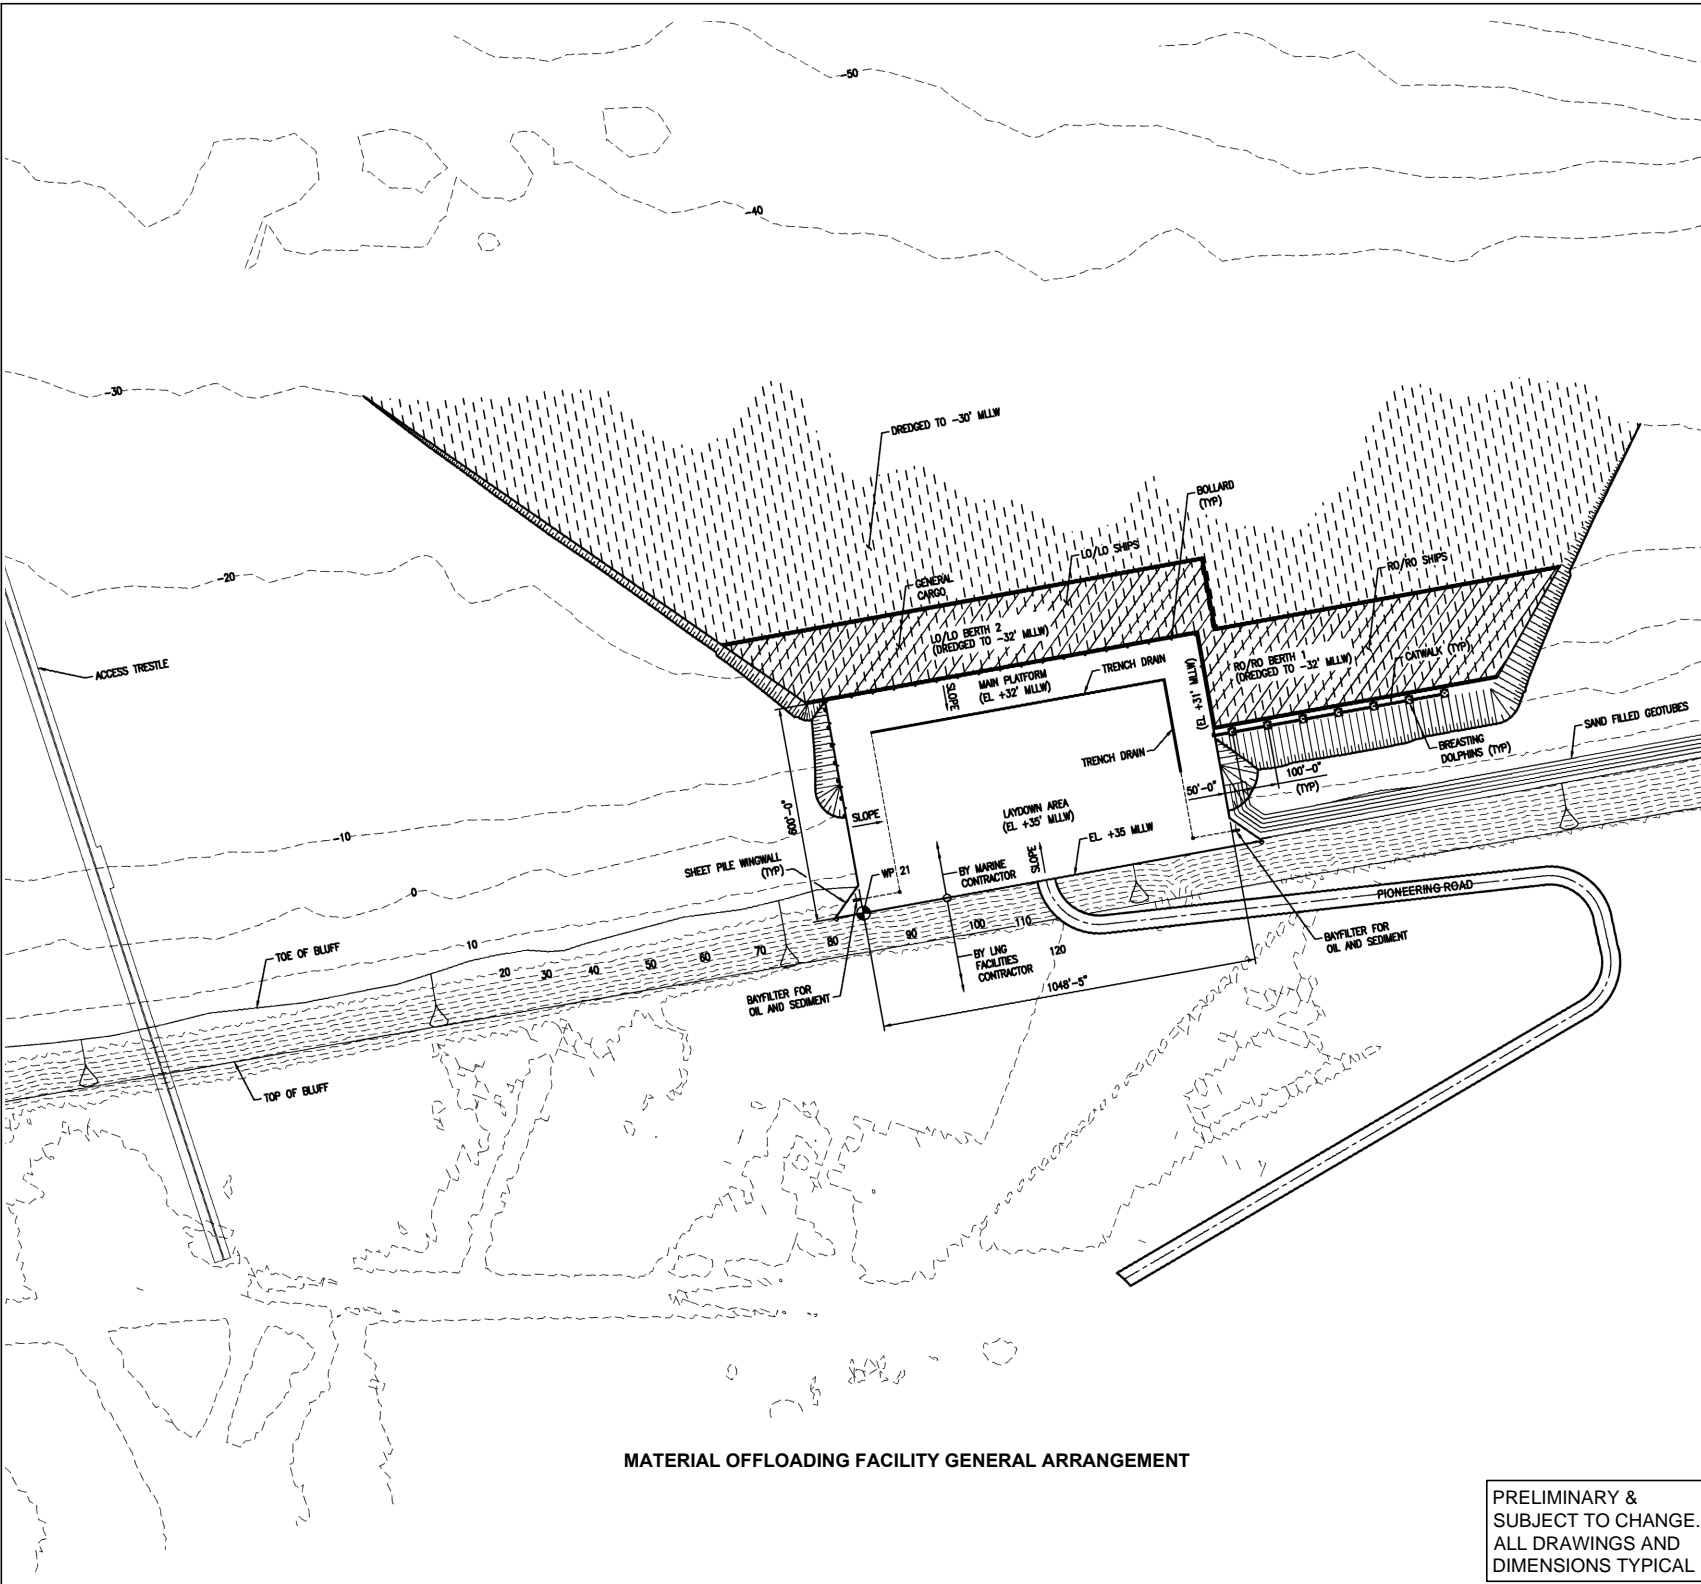 -50
-40
-30
DREDGED TO -30' MLLW
BOLLARD
(TYP)
LO/LO SHIPS
RO/RO SHIPS
-20
GENERAL
CARGO
LO/LO BERTH 2
(DREDGED TO -32' MLLW)
RO/RO BERTH 1
(DREDGED TO -32' MLLW)
CATWALK (TYP)
ACCESS TRESTLE
TRENCH DRAIN
MAIN PLATFORM
(EL +32' MLLW)
SLOPE
(EL +31' MLLW)
SAND FILLED GEOTUBES
BREASTING
DOLPHINS (TYP)
TRENCH DRAIN
100'-0"
(TYP)
50'-0"
600'-0"
LAYDOWN AREA
(EL +35' MLLW)
SLOPE
EL +35 MLLW
-10
SHEET PILE WINGWALL
(TYP)
WP 21
BY MARINE
CONTRACTOR
SLOPE
PIONEERING ROAD
0
10
TOE OF BLUFF
20
30
40
50
60
70
80
90
100
110
120
BAYFILTER FOR
OIL AND SEDIMENT
BY LNG
FACILITIES
CONTRACTOR
1048'-5"
BAYFILTER FOR
OIL AND SEDIMENT
TOP OF BLUFF
MATERIAL OFFLOADING FACILITY GENERAL ARRANGEMENT
PRELIMINARY &
SUBJECT TO CHANGE.
ALL DRAWINGS AND
DIMENSIONS TYPICAL